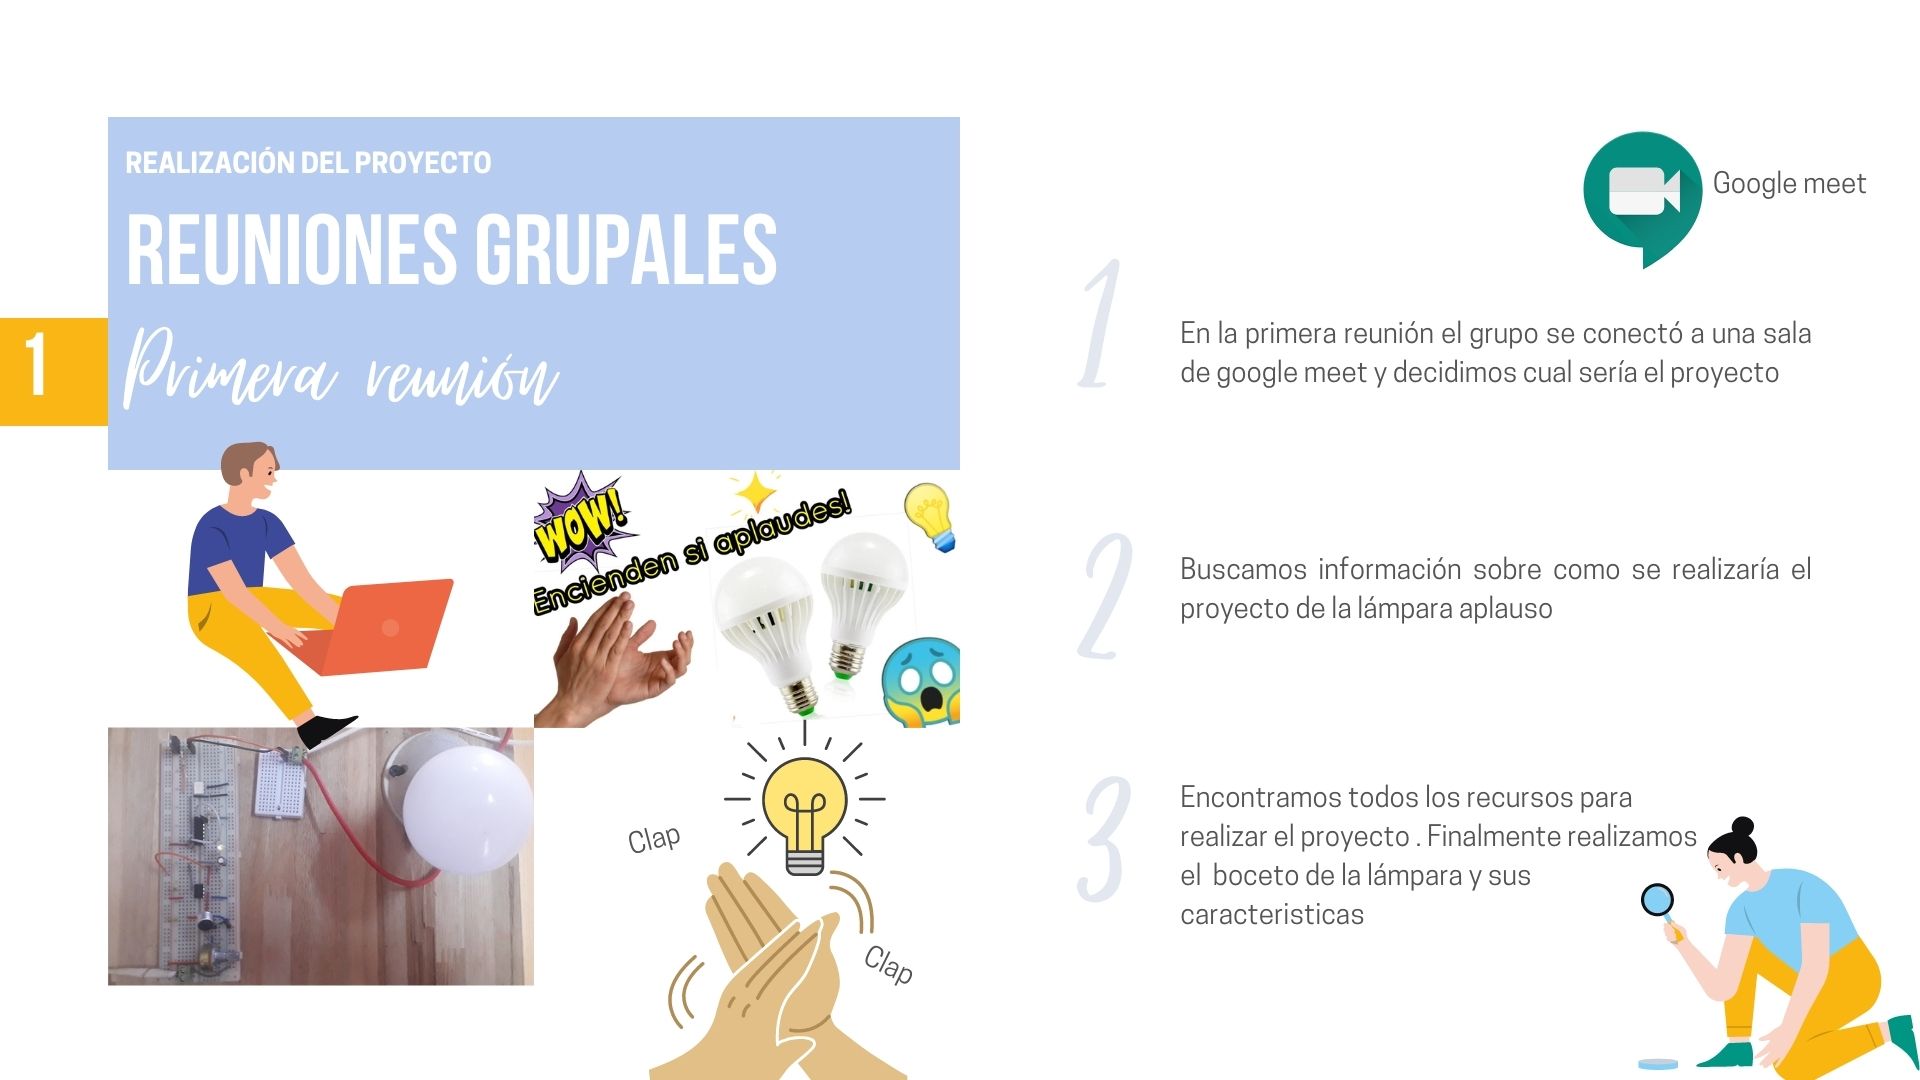 REALIZACIÓN DEL PROYECTO
REUNIONES GRUPALES
1
Primera reunión
WOW!
Encienden si aplaudes!
Clap
Clap
Google meet
1
En la primera reunión el grupo se conectó a una sala
de google meet y decidimos cual sería el proyecto
2
Buscamos información sobre como se realizaría el
proyecto de la lámpara aplauso
3
Encontramos todos los recursos para
realizar el proyecto . Finalmente realizamos
el boceto de la lámpara y sus
caracteristicas